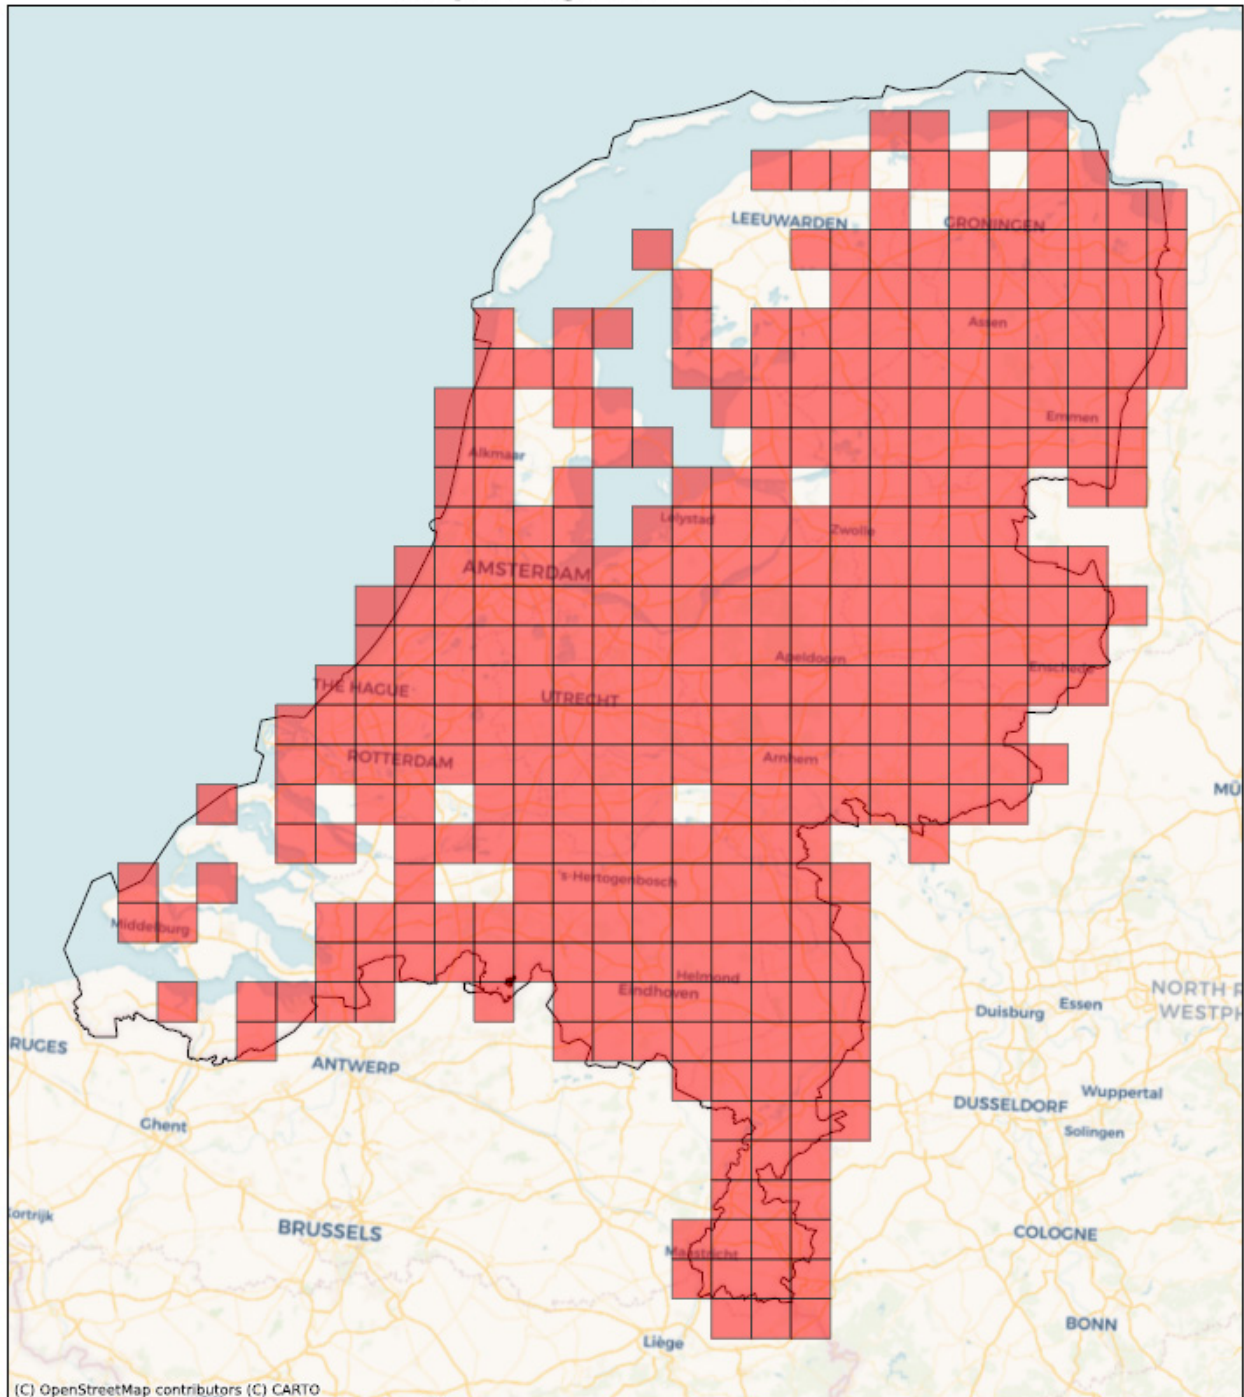 LEEUWARDEN
GRONINGEN
Assen
Emmen
Alkmaar
Lelystad
Zwolle
AMSTERDAM
Apeldoorn
Enschede
THE HAGUE
UTRECHT
ROTTERDAM
Arnhem
MÜ
's-Hertogenbosch
Middelburg
Helmond
Eindhoven
NORTH R
WESTPH
Duisburg
Essen
RUGES
ANTWERP
Wuppertal
DUSSELDORF
Ghent
Solingen
ortrijk
BRUSSELS
COLOGNE
Maastricht
BONN
Liège
(C) OpenStreetMap contributors (C) CARTO